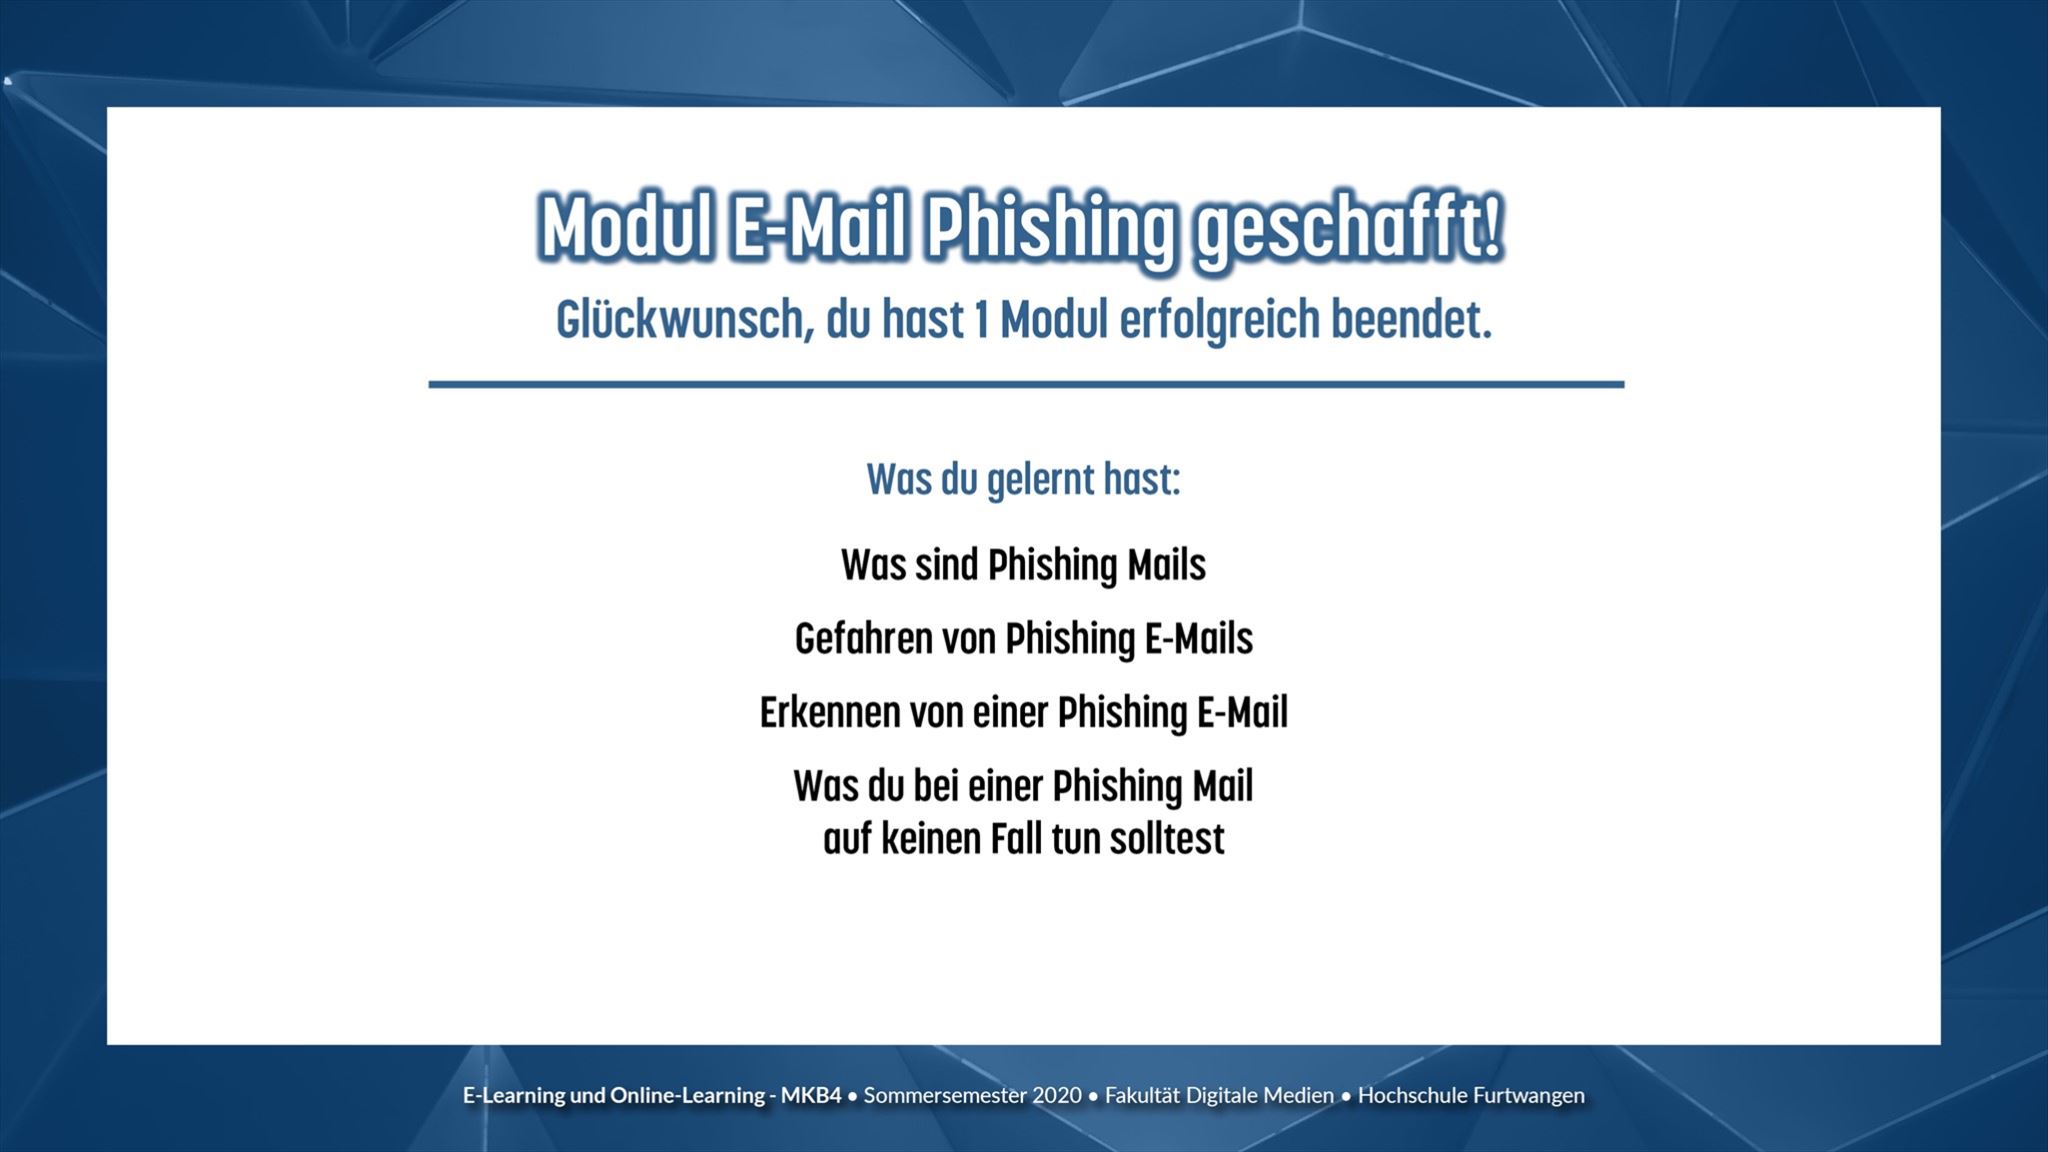 Modul E-Mail Phishing geschafft!
Glückwunsch, du hast 1 Modul erfolgreich beendet.
Was du gelernt hast:
Was sind Phishing Mails
Gefahren von Phishing E-Mails
Erkennen von einer Phishing E-Mail
Was du bei einer Phishing Mail
auf keinen Fall tun solltest
E-Learning und Online-Learning - MKB4 • Sommersemester 2020 • Fakultät Digitale Medien • Hochschule Furtwangen